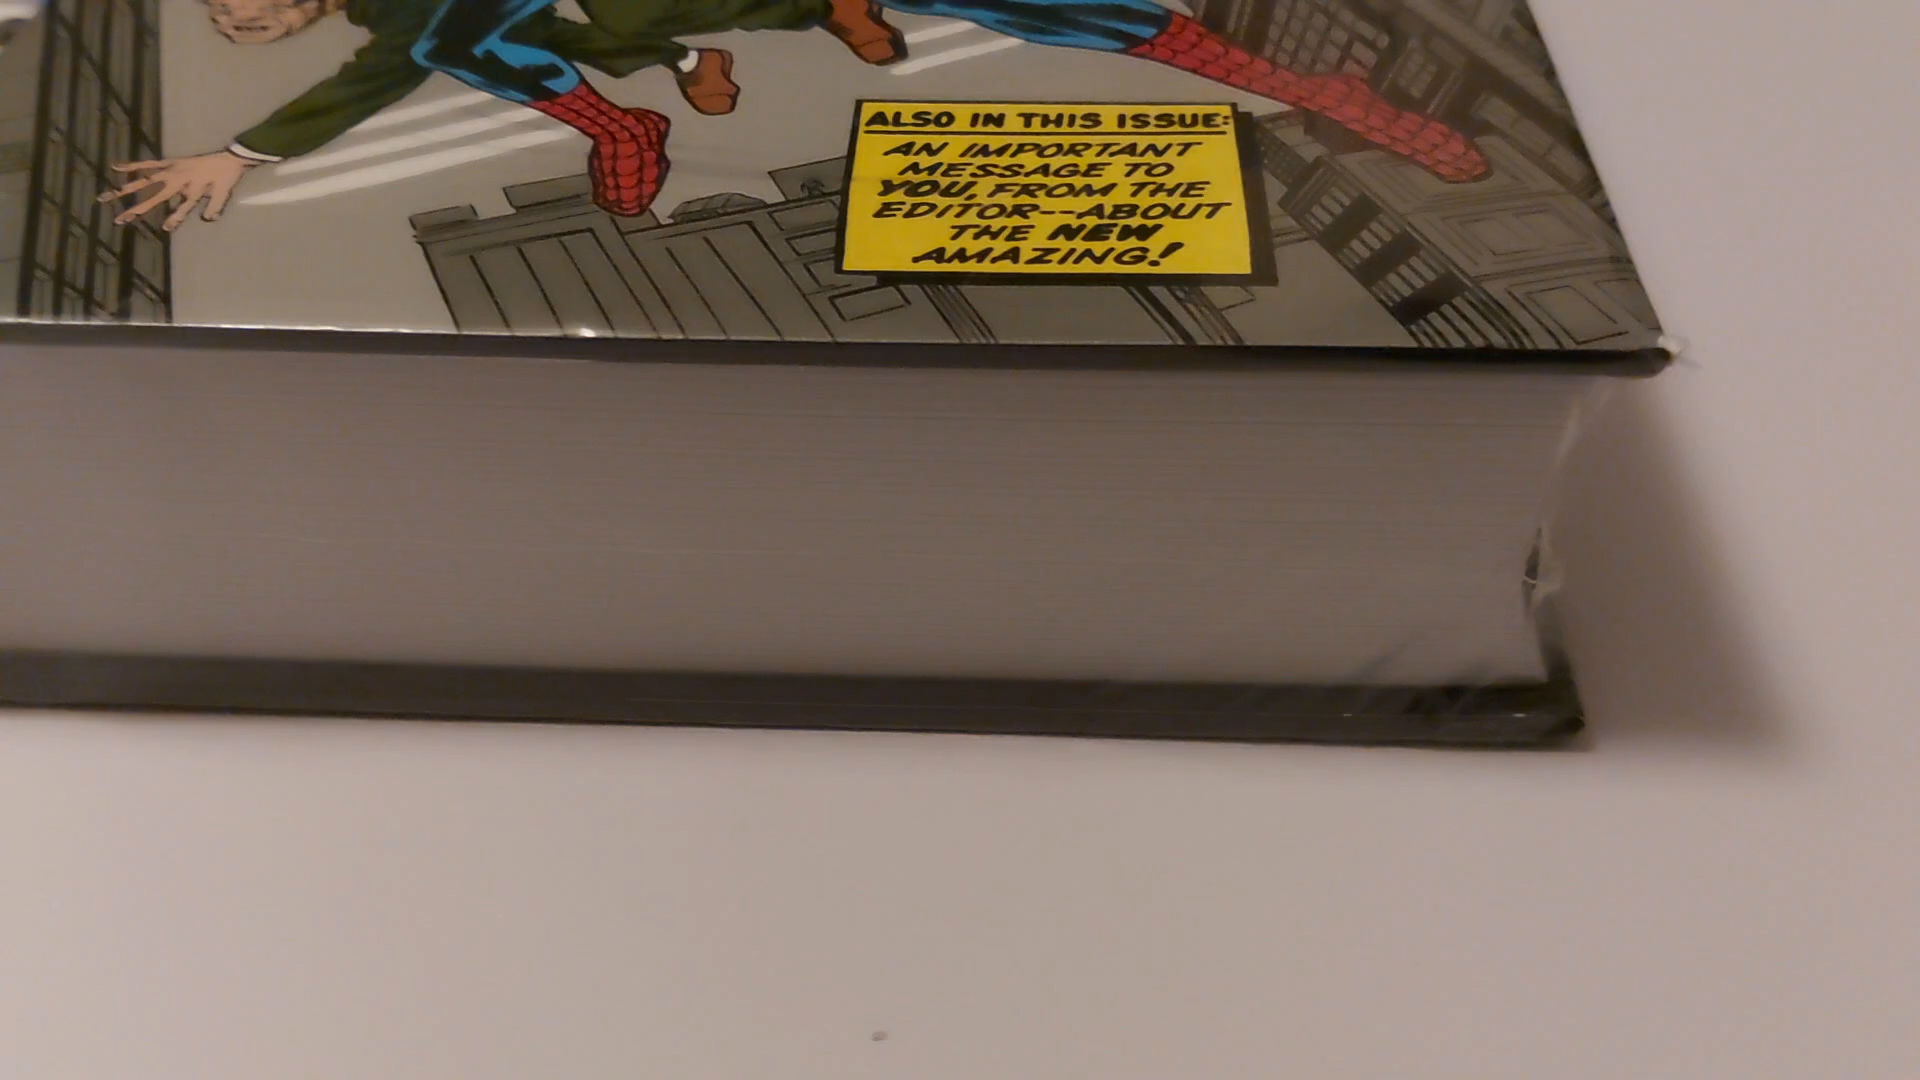 ALSO IN THIS ISSUE:
AN IMPORTANT
MESSAGE TO
YOU, FROM THE
EDITOR--ABOUT
THE NEW
AMAZING!